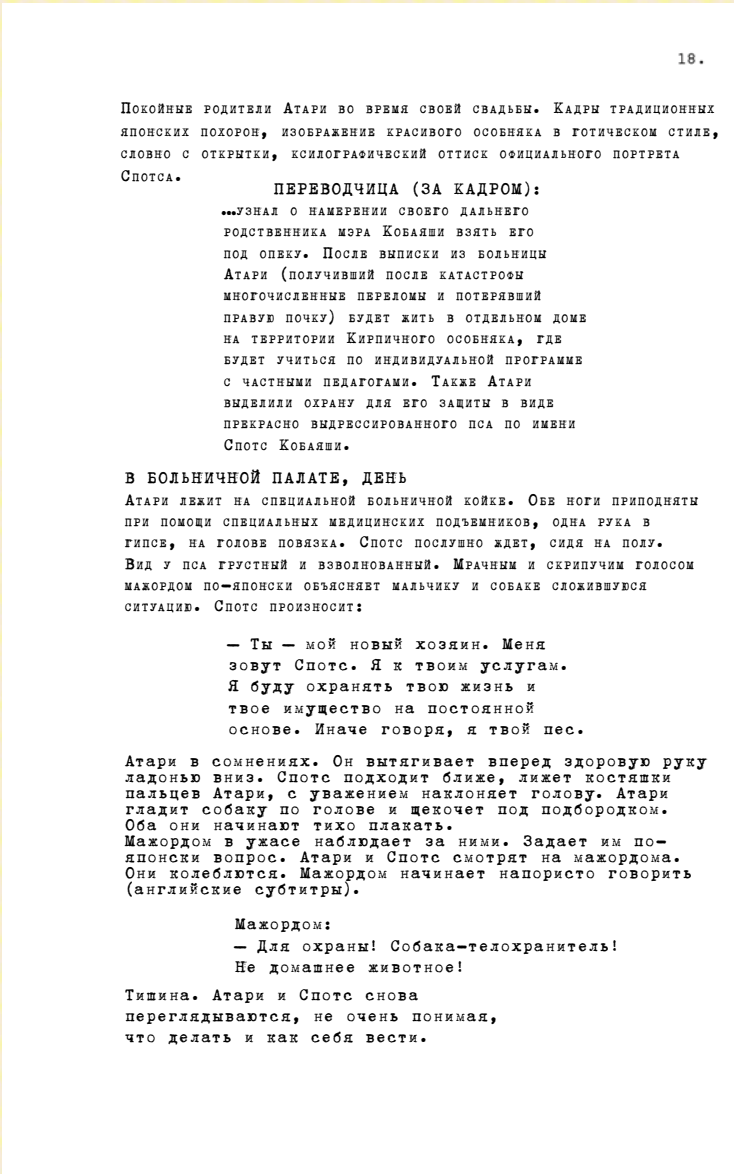 18.
Покойные родители Атари во время своей свадьбы. Кадры традиционных
японских похорон, изображение красивого особняка в готическом стиле,
словно с открытки, ксилографический оттиск официального портрета
Спотса.
ПЕРЕВОДЧИЦА (ЗА КАДРОМ):
…узнал о намерении своего дальнего
родственника мэра Кобаяши взять его
под опеку. После выписки из больницы
Атари (получивший после катастрофы
многочисленные переломы и потерявший
правую почку) будет жить в отдельном доме
на территории Кирпичного особняка, где
будет учиться по индивидуальной программе
с частными педагогами. Также Атари
выделили охрану для его защиты в виде
прекрасно выдрессированного пса по имени
Спотс Кобаяши.
В БОЛЬНИЧНОЙ ПАЛАТЕ, ДЕНЬ
Атари лежит на специальной больничной койке. Обе ноги приподняты
при помощи специальных медицинских подъемников, одна рука в
гипсе, на голове повязка. Спотс послушно ждет, сидя на полу.
Вид у пса грустный и взволнованный. Мрачным и скрипучим голосом
мажордом по-японски объясняет мальчику и собаке сложившуюся
ситуацию. Спотс произносит:
— Ты — мой новый хозяин. Меня
зовут Спотс. Я к твоим услугам.
Я буду охранять твою жизнь и
твое имущество на постоянной
основе. Иначе говоря, я твой пес.
Атари в сомнениях. Он вытягивает вперед здоровую руку
ладонью вниз. Спотс подходит ближе, лижет костяшки
пальцев Атари, с уважением наклоняет голову. Атари
гладит собаку по голове и щекочет под подбородком.
Оба они начинают тихо плакать.
Мажордом в ужасе наблюдает за ними. Задает им по-
японски вопрос. Атари и Спотс смотрят на мажордома.
Они колеблются. Мажордом начинает напористо говорить
(английские субтитры).
Мажордом:
— Для охраны! Собака-телохранитель!
Не домашнее животное!
Тишина. Атари и Спотс снова
переглядываются, не очень понимая,
что делать и как себя вести.